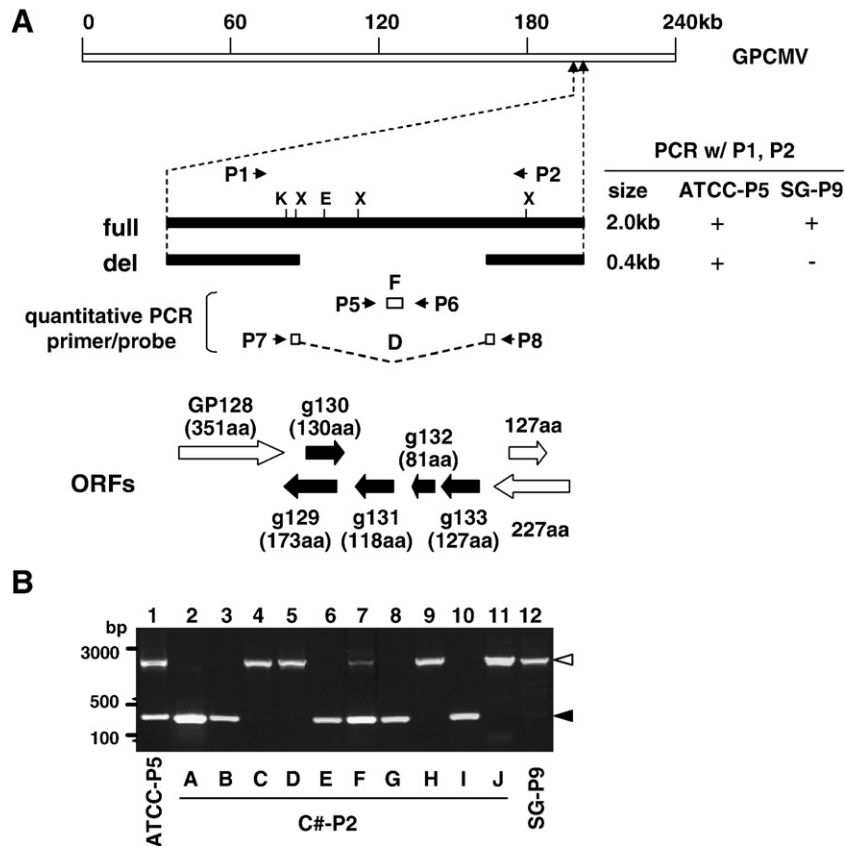 A
0 60 120 180 240kb
GPCMV
PCR w/ P1, P2
P1 P2
size ATCC-P5 SG-P9
K X E X X
full 2.0kb + +
del 0.4kb + -
F
P5 P6
quantitative PCR
primer/probe
P7 D P8
GP128
(351aa)
g130
(130aa)
g132
(81aa)
127aa
ORFs
g129
(173aa)
g131
(118aa)
g133
(127aa)
227aa
B
1 2 3 4 5 6 7 8 9 10 11 12
bp
3000
500
100
ATCC-P5
A B C D E F G H I J
SG-P9
C#-P2